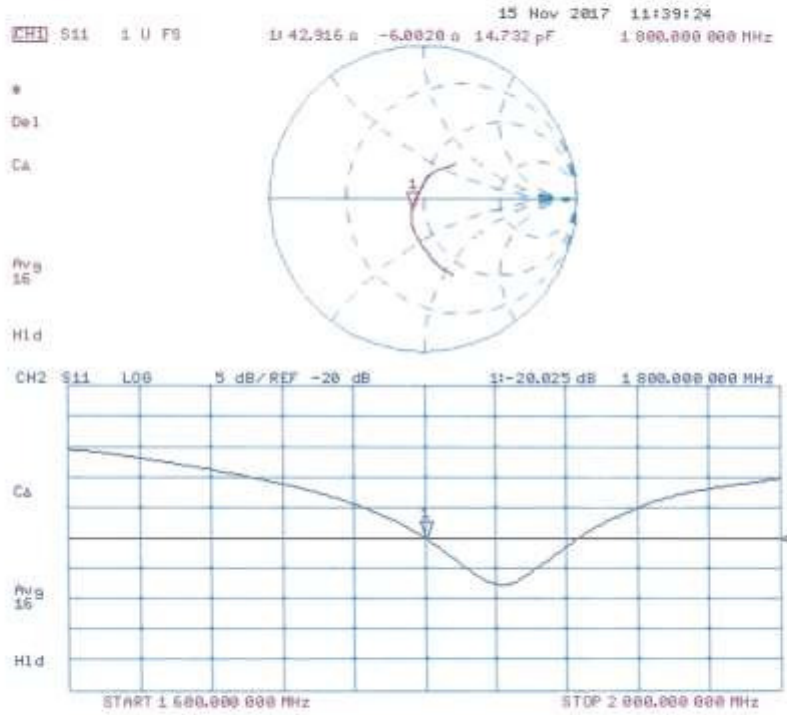 15 Nov 2017 11:39:24
CH1 S11 1 U FS 1: 42.916 Ω -6.0020 Ω 14.732 pF 1 800.000 000 MHz
*
Del
CA
1
Avg
16
Hld
CH2 S11 LOG 5 dB/REF -20 dB 1:-20.025 dB 1 800.000 000 MHz
CA
1
Avg
16
Hld
START 1 600.000 000 MHz STOP 2 000.000 000 MHz